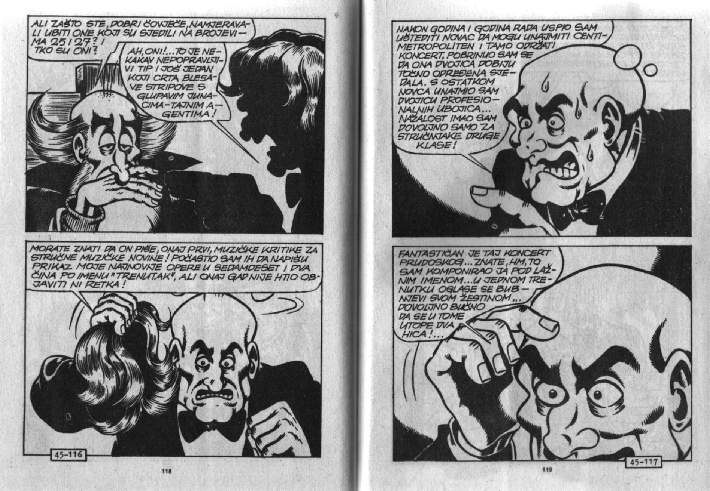 ALI ZAŠTO STE, DOBRI ČOVJEČE, NAMJERAVA-
LI UBITI ONE KOJI SU SJEDILI NA BROJEVI-
MA 25 I 27? I
TKO SU ONI?
AH, ONI!...TO JE NE-
KAKAV NEPOPRAVLJI-
VI TIP I JOŠ JEDAN
KOJI CRTA BLESA-
VE STRIPOVE S
GLUPAVIM JUNA-
CIMA-TAJNIM A-
GENTIMA!
MORATE ZNATI DA ON PIŠE, ONAJ PRVI, MUZIČKE KRITIKE ZA
STRUČNE MUZIČKE NOVINE! POČASTIO SAM IH DA NAPIŠU
PRIKAZ MOJE NAJNOVIJE OPERE U SEDAMDESET I DVA
ČINA PO IMENU "TRENUTAK", ALI ONAJ GAD NIJE HTIO OB-
JAVITI NI RETKA!
45-116
118
NAKON GODINA I GODINA RADA USPIO SAM
UŠTEDITI NOVAC DA MOGU UNAJMITI CENTI-
METROPOLITEN I TAMO ODRŽATI
KONCERT. POBRINUO SAM SE
DA ONA DVOJICA DOBIJU
TOČNO ODREĐENA SJE-
DALA. S OSTATKOM
NOVCA UNAJMIO SAM
DVOJICU PROFESIO-
NALNIH UBOJICA...
NAŽALOST IMAO SAM
DOVOLJNO SAMO ZA
STRUČNJAKE DRUGE
KLASE!
FANTASTIČAN JE TAJ KONCERT
PRUDOSKOG...ZNATE, HM, TO
SAM KOMPONIRAO JA POD LAŽ-
NIM IMENOM...U JEDNOM TRE-
NUTKU OGLASE SE BUB-
NJEVI SVOM ŽESTINOM...
DOVOLJNO BUČNO
DA SE U TOME
UTOPE DVA
HICA!...
45-117
119